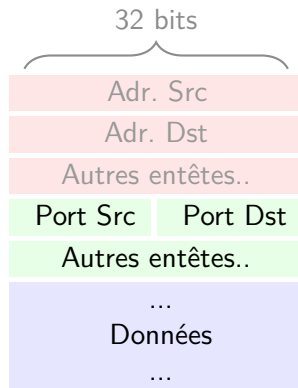 32 bits
Adr. Src
Adr. Dst
Autres entêtes..
Port Src Port Dst
Autres entêtes..
...
Données
...